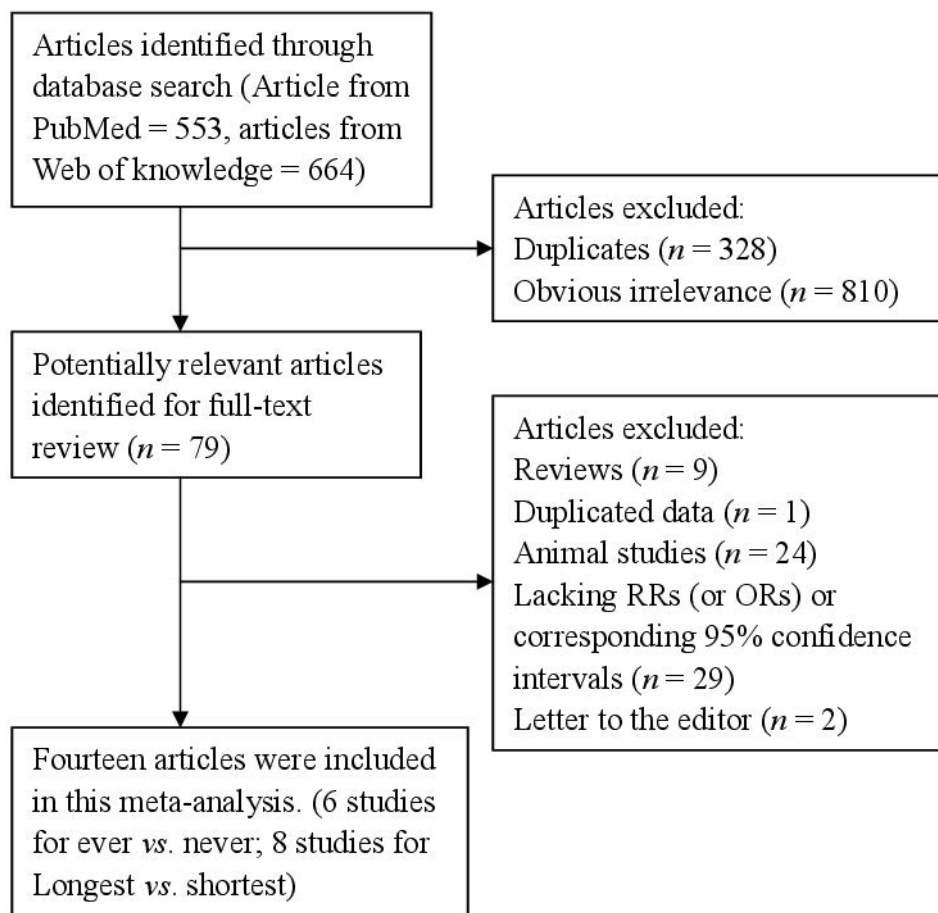 Articles identified through
database search (Article from
PubMed = 553, articles from
Web of knowledge = 664)
Articles excluded:
Duplicates (n = 328)
Obvious irrelevance (n = 810)
Potentially relevant articles
identified for full-text
review (n = 79)
Articles excluded:
Reviews (n = 9)
Duplicated data (n = 1)
Animal studies (n = 24)
Lacking RRs (or ORs) or
corresponding 95% confidence
intervals (n = 29)
Letter to the editor (n = 2)
Fourteen articles were included
in this meta-analysis. (6 studies
for ever vs. never; 8 studies for
Longest vs. shortest)